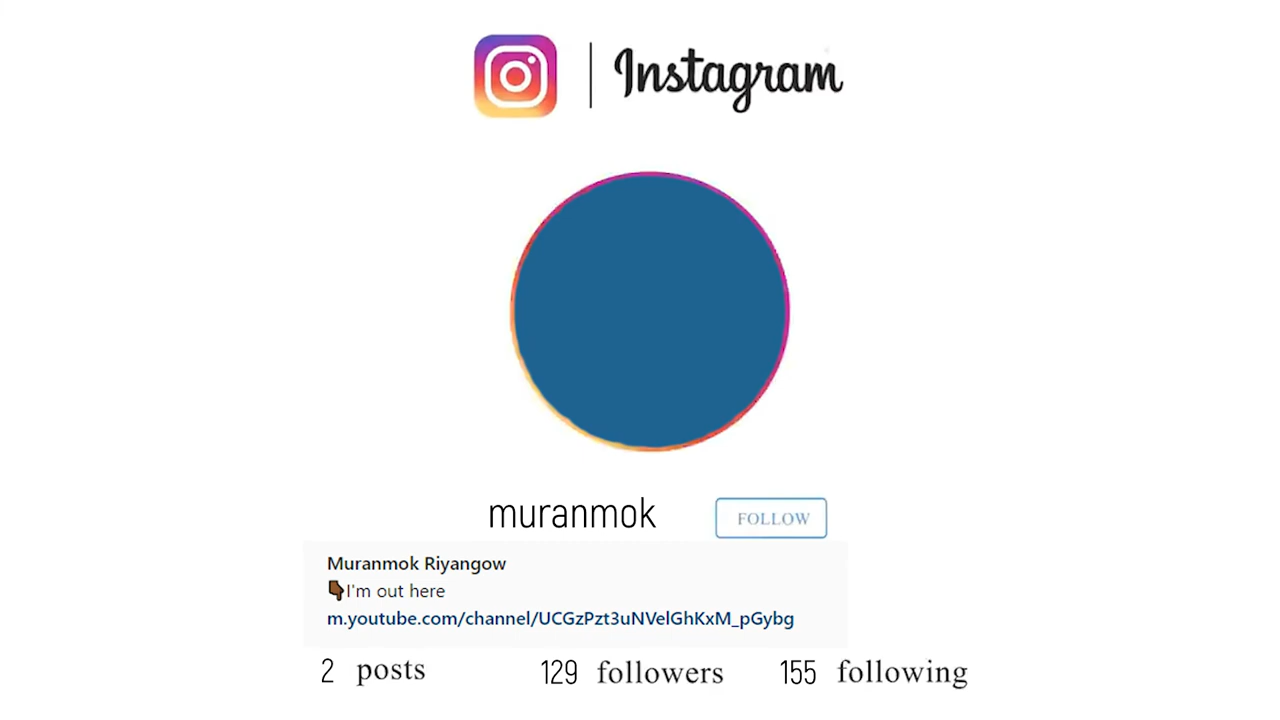 Instagram
muranmok FOLLOW
Muranmok Riyangow
👇🏾I'm out here
m.youtube.com/channel/UCGzPzt3uNVelGhKxM_pGybg
2 posts 129 followers 155 following